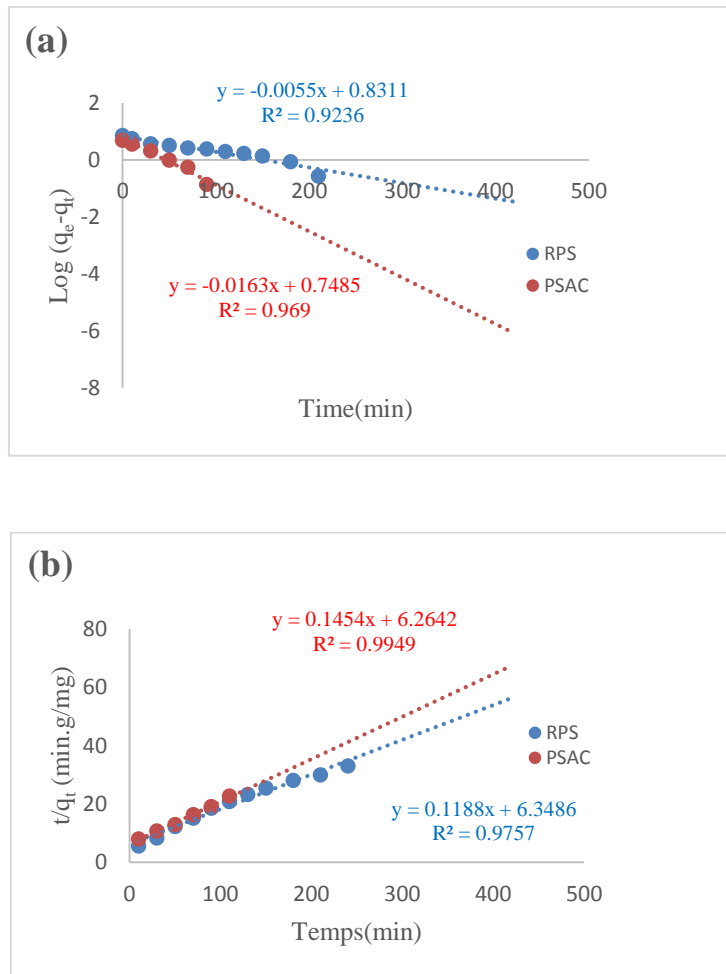 (a)
y = -0.0055x + 0.8311
R² = 0.9236
2
0
-2
-4
-6
-8
0
100
200
300
400
500
Log (qe-qt)
y = -0.0163x + 0.7485
R² = 0.969
RPS
PSAC
Time(min)
(b)
y = 0.1454x + 6.2642
R² = 0.9949
80
60
40
20
0
t/qt (min.g/mg)
RPS
PSAC
y = 0.1188x + 6.3486
R² = 0.9757
0
100
200
300
400
500
Temps(min)